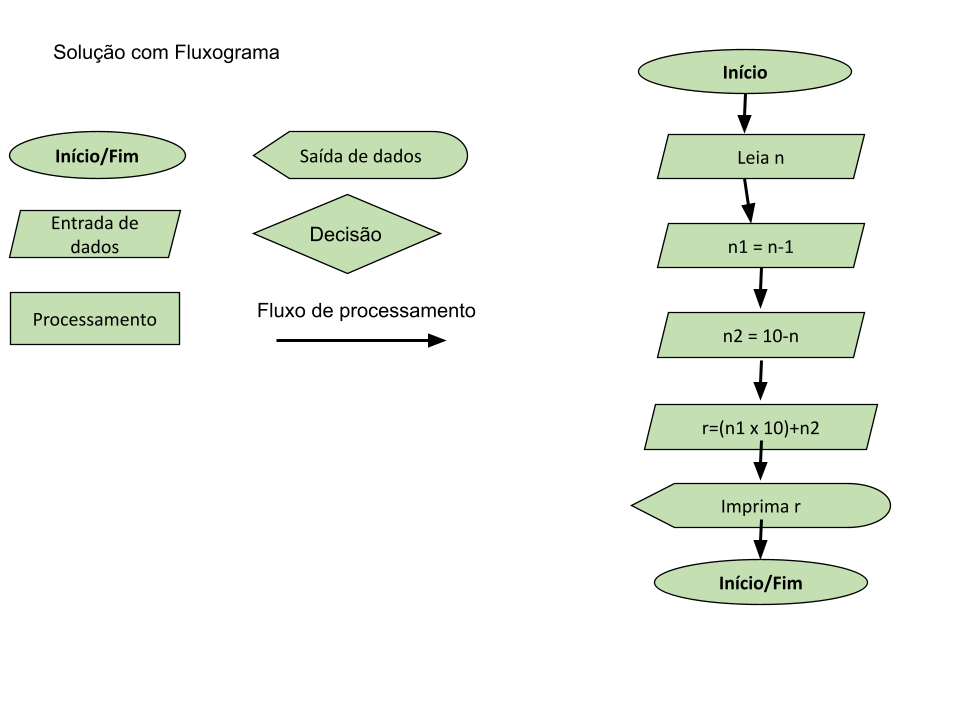 Solução com Fluxograma
Início/Fim
Saída de dados
Entrada de
dados
Decisão
Processamento
Fluxo de processamento
Início
Leia n
n1 = n-1
n2 = 10-n
r=(n1 x 10)+n2
Imprima r
Início/Fim